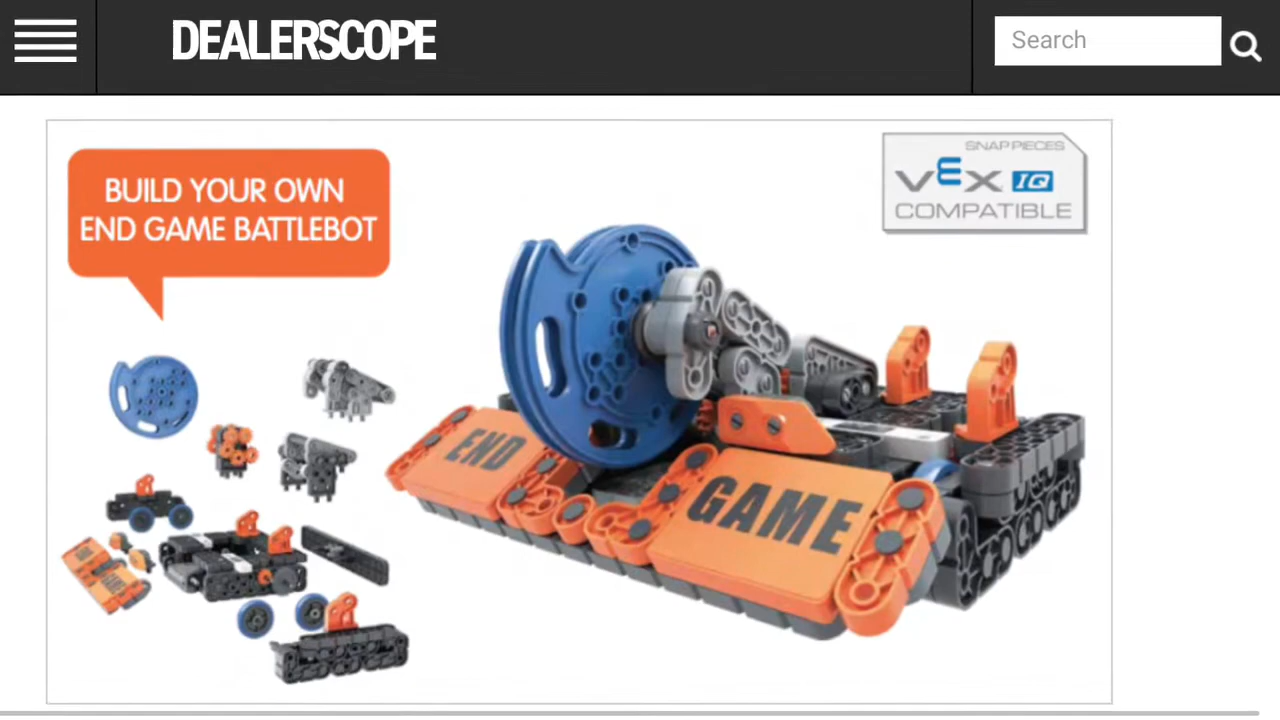 DEALERSCOPE
Search
BUILD YOUR OWN
END GAME BATTLEBOT
SNAP PIECES
VEX IQ
COMPATIBLE
END
GAME